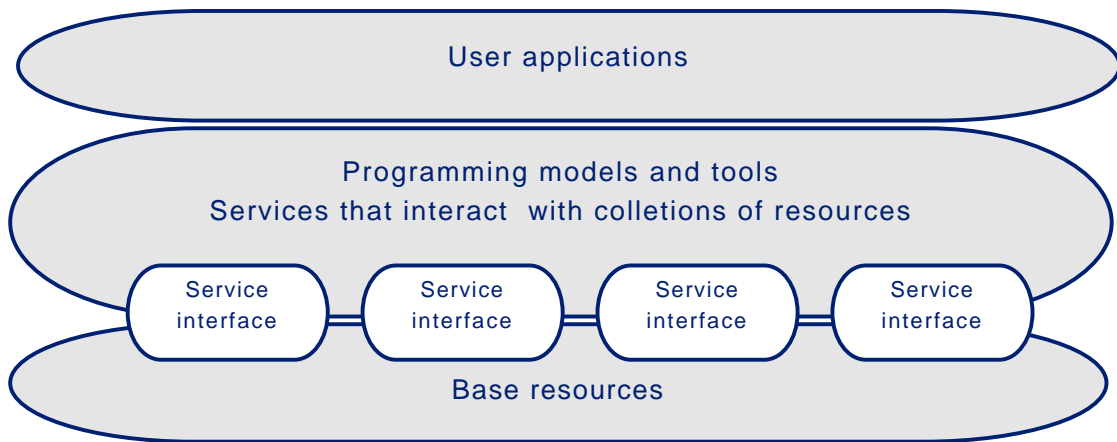 User applications
Programming models and tools
Services that interact with colletions of resources
Service interface
Service interface
Service interface
Service interface
Base resources